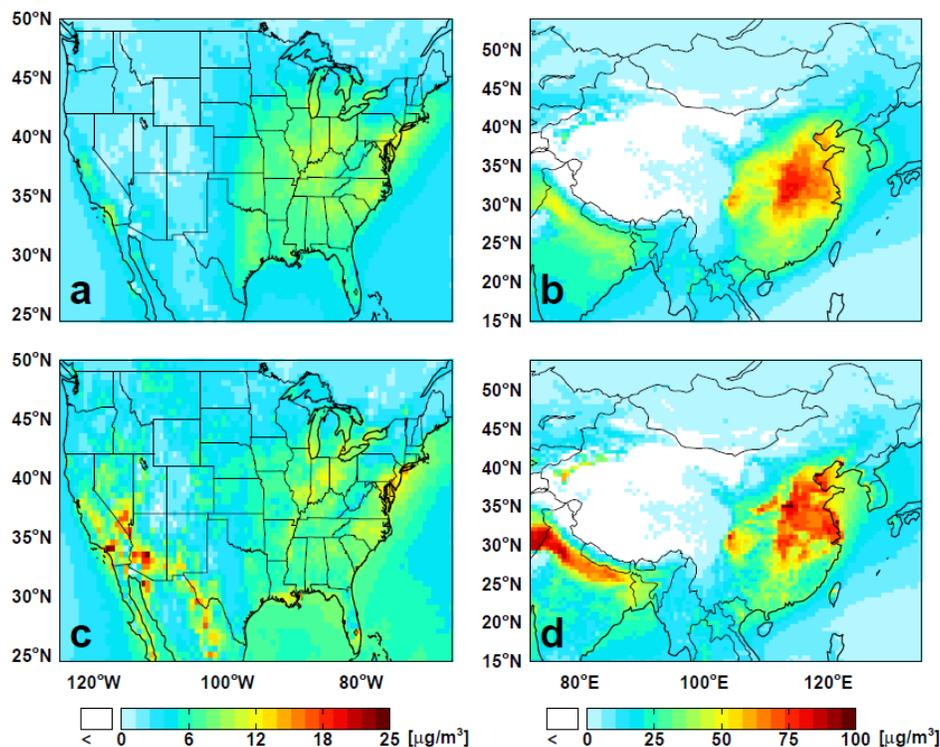 50°N
45°N
40°N
35°N
30°N
25°N
a
50°N
45°N
40°N
35°N
30°N
25°N
20°N
15°N
b
50°N
45°N
40°N
35°N
30°N
25°N
c
120°W 100°W 80°W
50°N
45°N
40°N
35°N
30°N
25°N
20°N
15°N
d
80°E 100°E 120°E
< 0 6 12 18 25 [µg/m³]
< 0 25 50 75 100 [µg/m³]